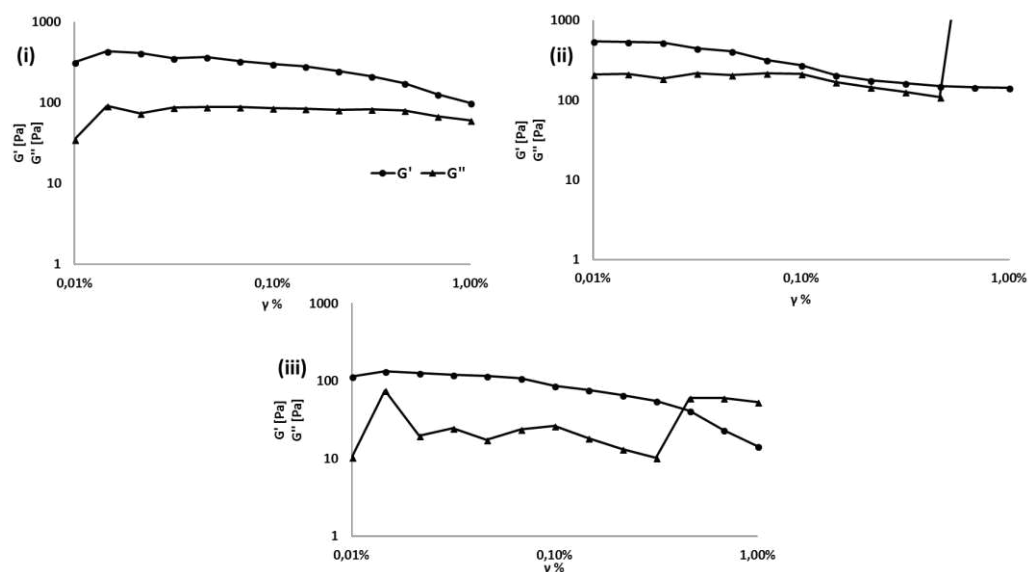 (i)
1000
100
10
1
G' [Pa]
G'' [Pa]
G' G''
0,01% 0,10% 1,00%
γ %
(ii)
1000
100
10
1
G' [Pa]
G'' [Pa]
0,01% 0,10% 1,00%
γ %
(iii)
1000
100
10
1
G' [Pa]
G'' [Pa]
0,01% 0,10% 1,00%
γ %